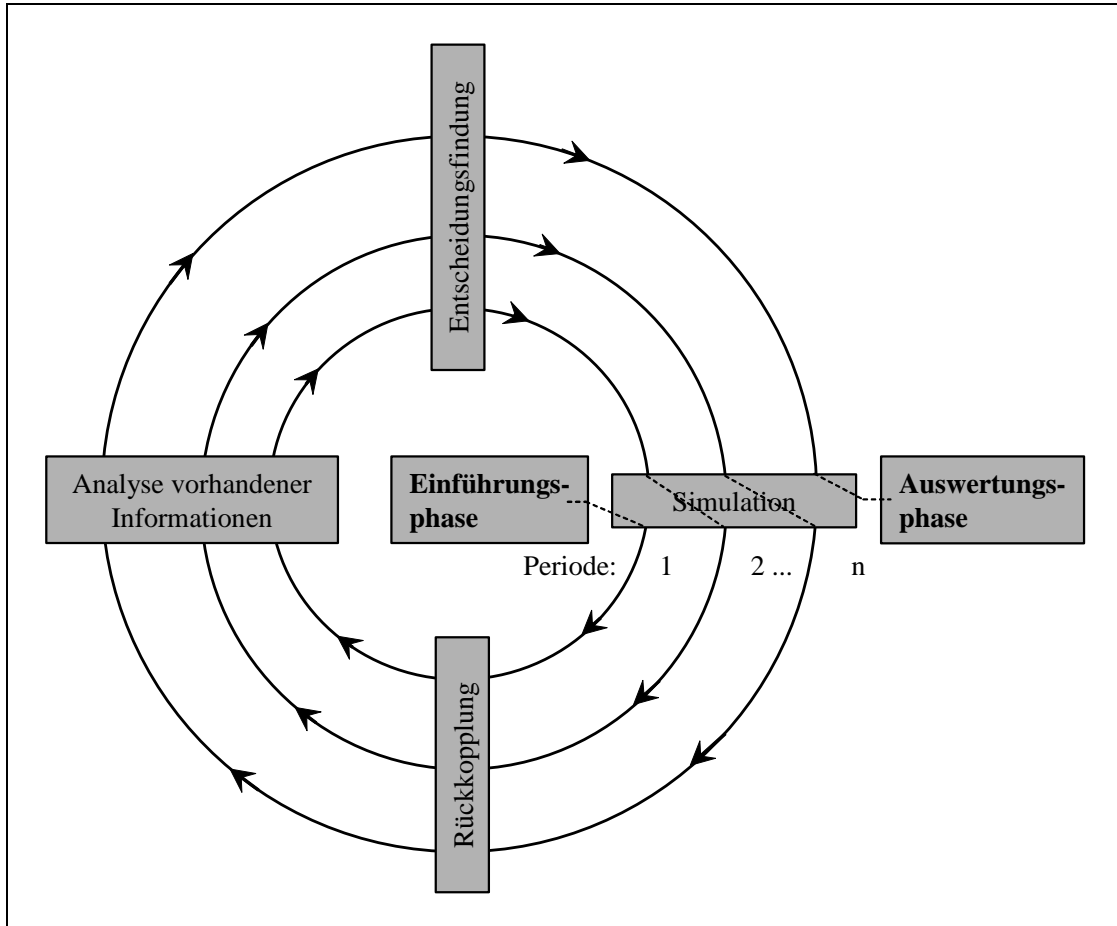 Entscheidungsfindung
Analyse vorhandener
Informationen
Einführungs-
phase
Simulation
Auswertungs-
phase
Periode: 1 2 ... n
Rückkopplung